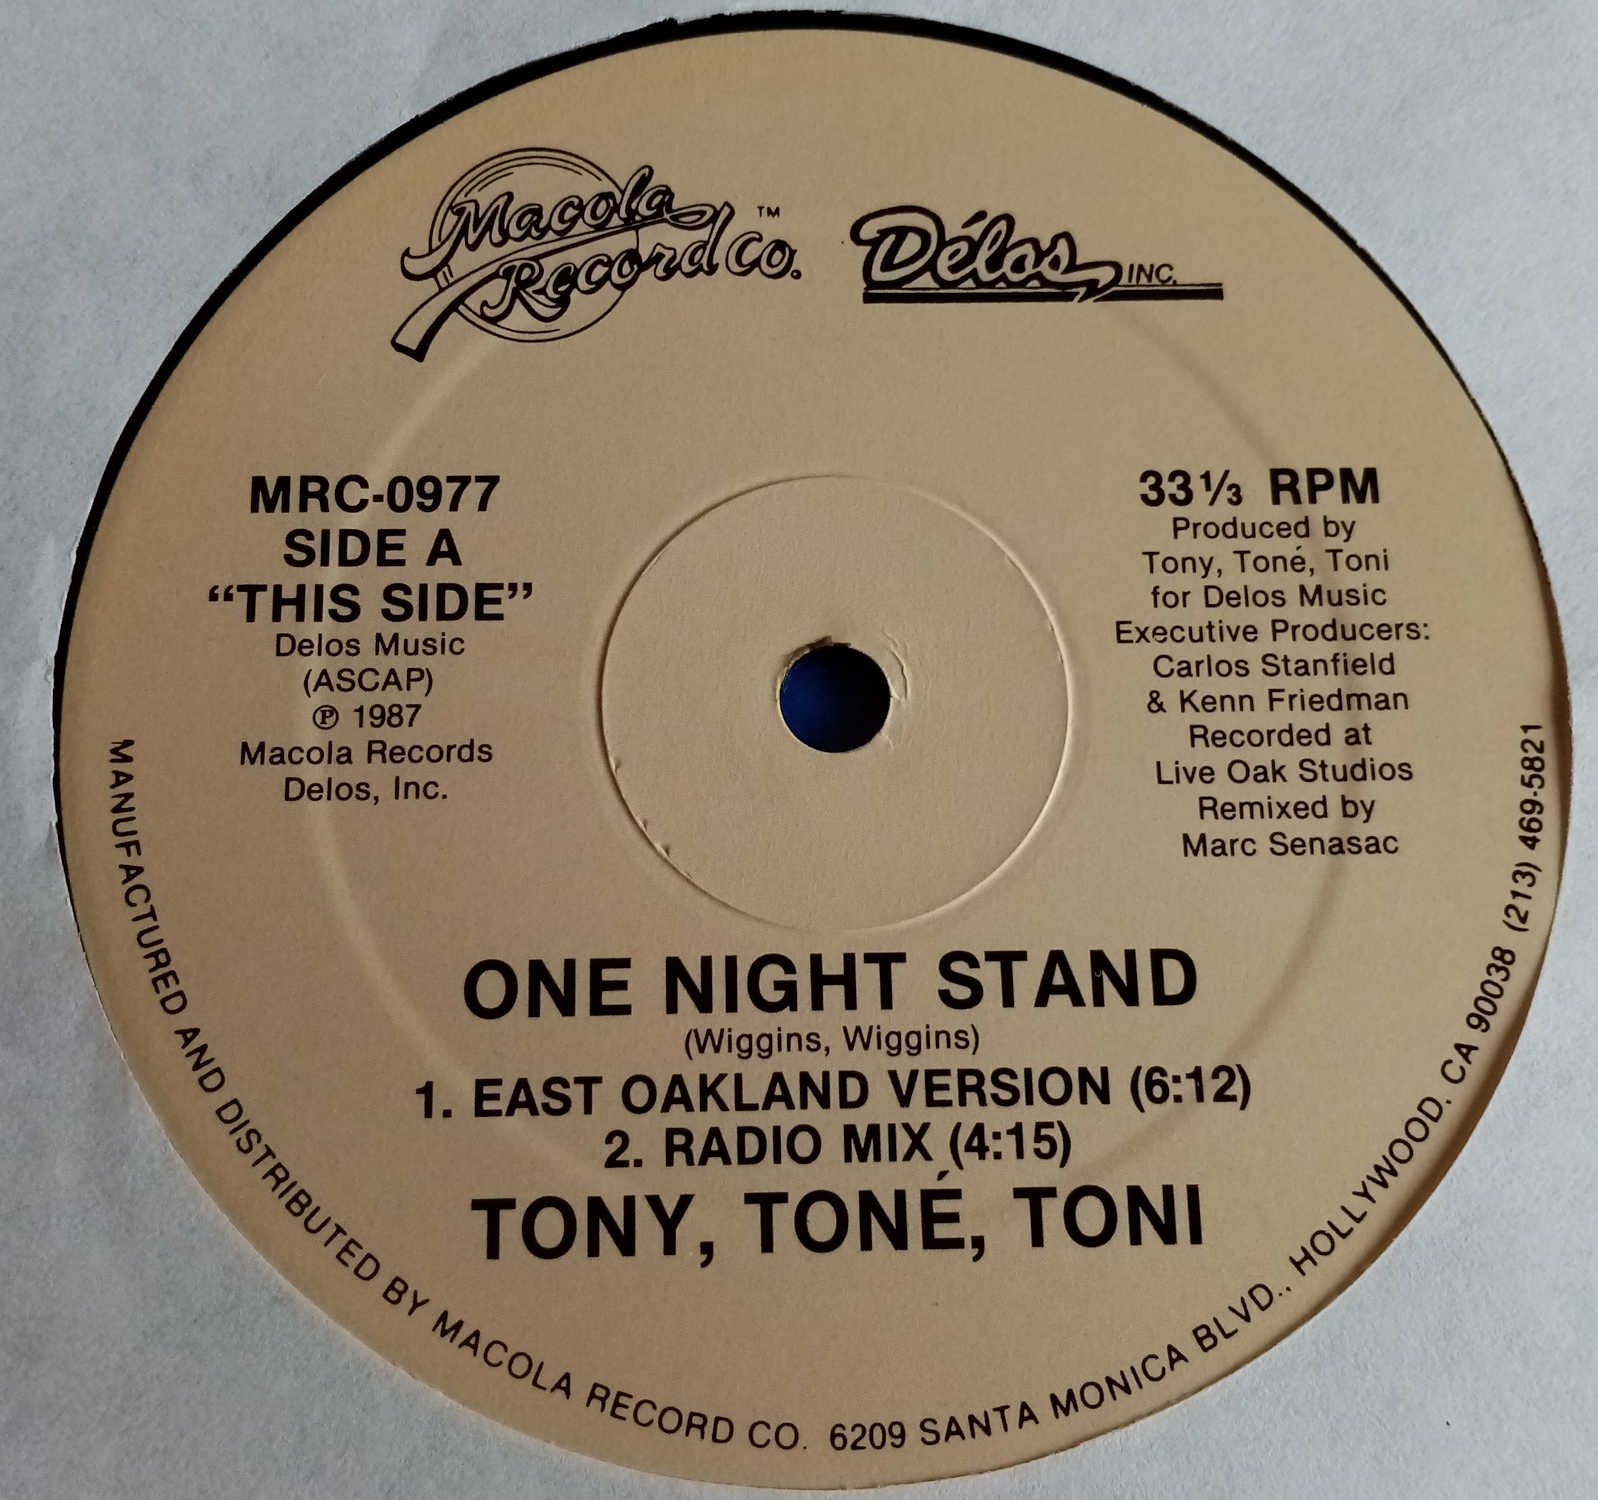 Macola
Record Co.™
Délos INC.
MRC-0977
SIDE A
“THIS SIDE”
Delos Music
(ASCAP)
℗ 1987
Macola Records
Delos, Inc.
33⅓ RPM
Produced by
Tony, Toné, Toni
for Delos Music
Executive Producers:
Carlos Stanfield
& Kenn Friedman
Recorded at
Live Oak Studios
Remixed by
Marc Senasac
ONE NIGHT STAND
(Wiggins, Wiggins)
1. EAST OAKLAND VERSION (6:12)
2. RADIO MIX (4:15)
TONY, TONÉ, TONI
MANUFACTURED AND DISTRIBUTED BY MACOLA RECORD CO. 6209 SANTA MONICA BLVD., HOLLYWOOD, CA 90038 (213) 469-5821